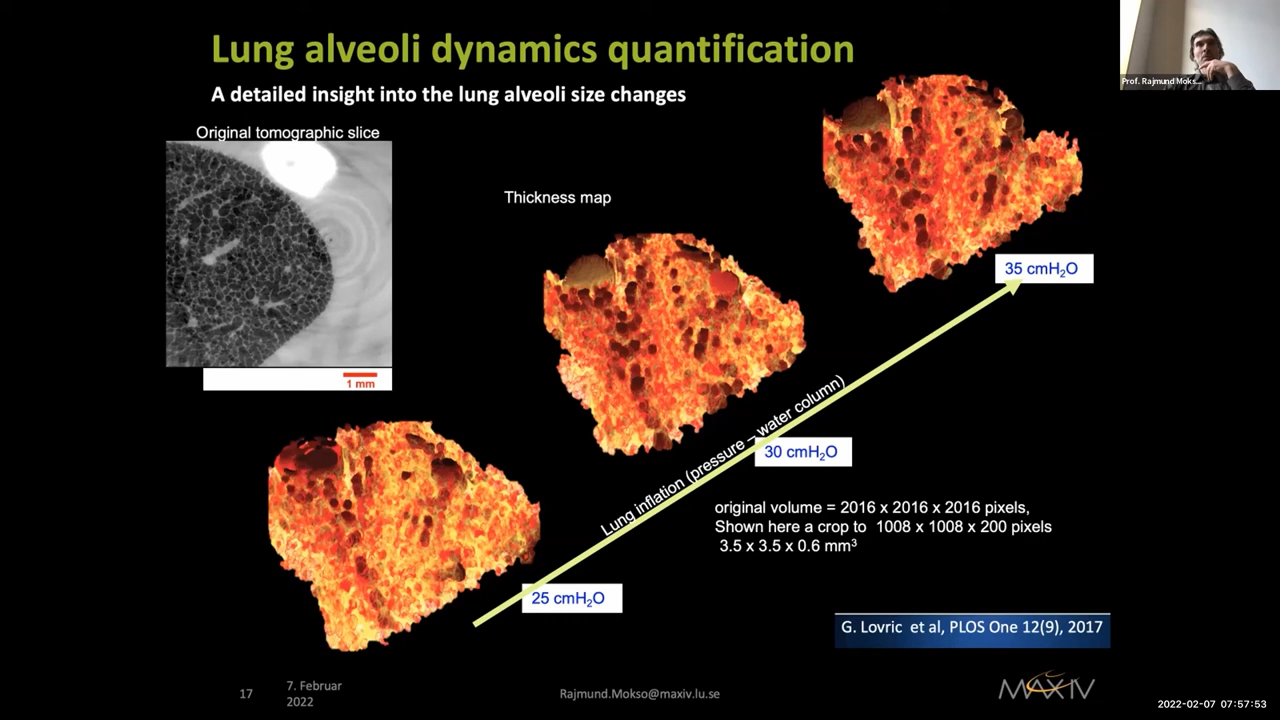 Lung alveoli dynamics quantification
A detailed insight into the lung alveoli size changes
Prof. Rajmund Moks...
Original tomographic slice
1 mm
Thickness map
35 cmH₂O
30 cmH₂O
25 cmH₂O
Lung inflation (pressure – water column)
original volume = 2016 x 2016 x 2016 pixels,
Shown here a crop to 1008 x 1008 x 200 pixels
3.5 x 3.5 x 0.6 mm³
G. Lovric et al, PLOS One 12(9), 2017
17
7. Februar
2022
Rajmund.Mokso@maxiv.lu.se
MAXIV
2022-02-07 07:57:53